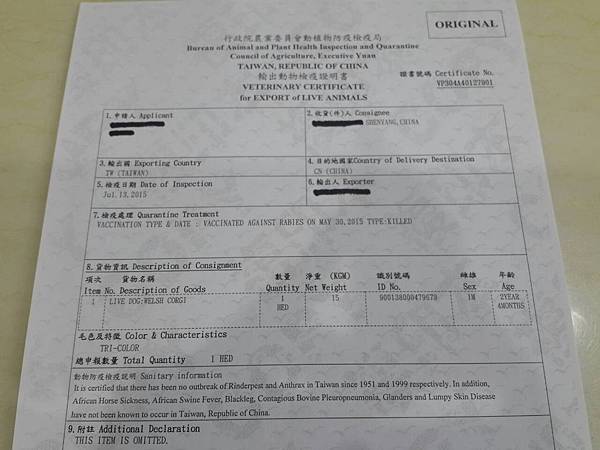 ORIGINAL
行政院農業委員會動植物防疫檢疫局
Bureau of Animal and Plant Health Inspection and Quarantine
Council of Agriculture, Executive Yuan
TAIWAN, REPUBLIC OF CHINA
輸出動物檢疫證明書
VETERINARY CERTIFICATE
for EXPORT of LIVE ANIMALS
證書號碼 Certificate No.
VP304A40127901
1.申請人 Applicant
2.收貨(件)人 Consignee
SHENYANG,CHINA
3.輸出國 Exporting Country
TW (TAIWAN)
4.目的地國家Country of Delivery Destination
CN (CHINA)
5.檢疫日期 Date of Inspection
Jul.13,2015
6.輸出人 Exporter
7.檢疫處理 Quarantine Treatment
VACCINATION TYPE & DATE : VACCINATED AGAINST RABIES ON MAY 30,2015 TYPE:KILLED
8.貨物資訊 Description of Consignment
項次 貨物名稱 數量 淨重 (KGM) 識別號碼 雌雄 年齡
Item No. Description of Goods Quantity Net Weight ID No. Sex Age
1 LIVE DOG:WELSH CORGI 1 15 900138000479679 1M 2YEAR
HED 4MONTHS
毛色及特徵 Color & Characteristics
TRI-COLOR
總申報數量 Total Quantity 1 HED
動物防疫檢疫說明 Sanitary information
It is certified that there has been no outbreak of Rinderpest and Anthrax in Taiwan since 1951 and 1999 respectively. In addition,
African Horse Sickness, African Swine Fever, Blackleg, Contagious Bovine Pleuropneumonia, Glanders and Lumpy Skin Disease
have not been known to occur in Taiwan, Republic of China.
9.附註 Additional Declaration
THIS ITEM IS OMITTED.